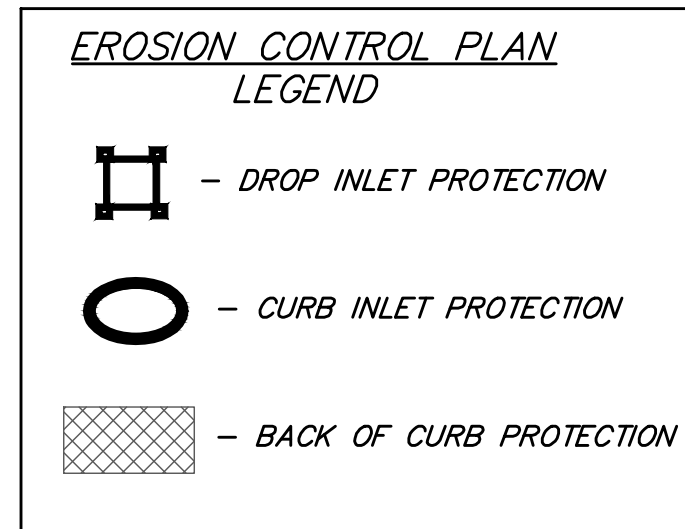 EROSION CONTROL PLAN
LEGEND
- DROP INLET PROTECTION
- CURB INLET PROTECTION
- BACK OF CURB PROTECTION